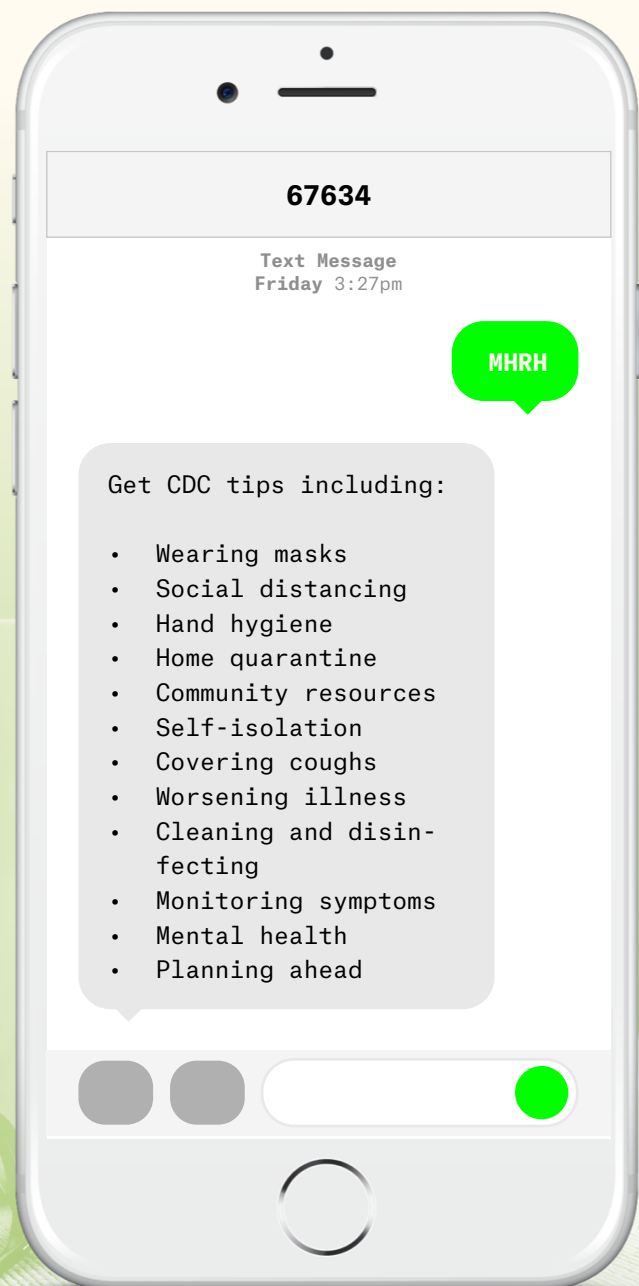 67634
Text Message
Friday 3:27pm
MHRH
Get CDC tips including:
• Wearing masks
• Social distancing
• Hand hygiene
• Home quarantine
• Community resources
• Self-isolation
• Covering coughs
• Worsening illness
• Cleaning and disin-
fecting
• Monitoring symptoms
• Mental health
• Planning ahead